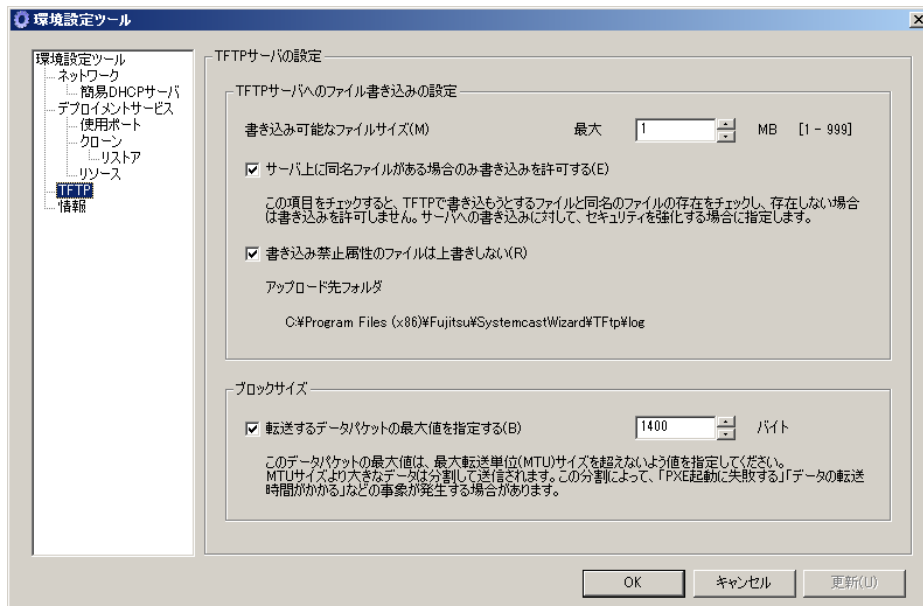 環境設定ツール
環境設定ツール
ネットワーク
簡易DHCPサーバ
デプロイメントサービス
使用ポート
クローン
リストア
リソース
TFTP
情報
TFTPサーバの設定
TFTPサーバへのファイル書き込みの設定
書き込み可能なファイルサイズ(M) 最大 1 MB [1 - 999]
サーバ上に同名ファイルがある場合のみ書き込みを許可する(E)
この項目をチェックすると、TFTPで書き込もうとするファイルと同名のファイルの存在をチェックし、存在しない場合
は書き込みを許可しません。サーバへの書き込みに対して、セキュリティを強化する場合に指定します。
書き込み禁止属性のファイルは上書きしない(R)
アップロード先フォルダ
C:¥Program Files (x86)¥Fujitsu¥SystemcastWizard¥TFtp¥log
ブロックサイズ
転送するデータパケットの最大値を指定する(B) 1400 バイト
このデータパケットの最大値は、最大転送単位(MTU)サイズを超えないよう値を指定してください。
MTUサイズより大きなデータは分割して送信されます。この分割によって、「PXE起動に失敗する」「データの転送
時間がかかる」などの事象が発生する場合があります。
OK キャンセル 更新(U)